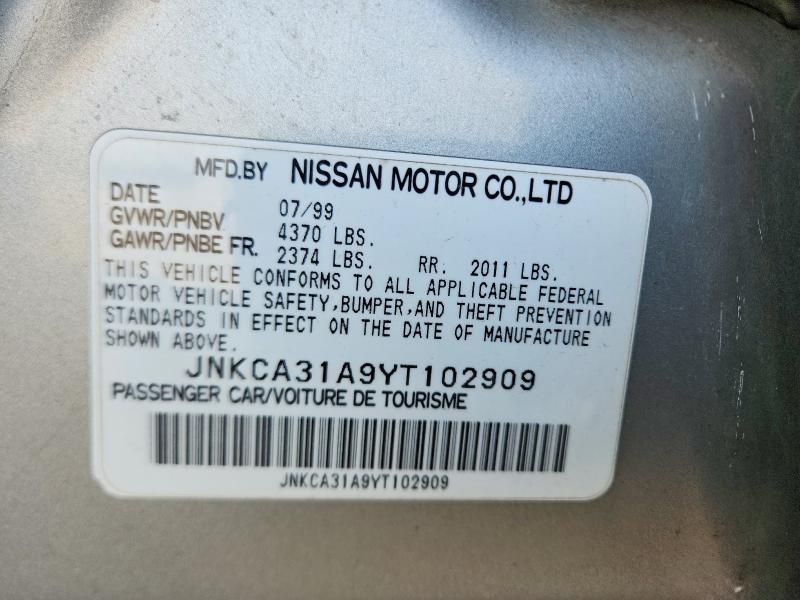 MFD.BY NISSAN MOTOR CO.,LTD
DATE 07/99
GVWR/PNBV 4370 LBS.
GAWR/PNBE FR. 2374 LBS. RR. 2011 LBS.
THIS VEHICLE CONFORMS TO ALL APPLICABLE FEDERAL
MOTOR VEHICLE SAFETY,BUMPER,AND THEFT PREVENTION
STANDARDS IN EFFECT ON THE DATE OF MANUFACTURE
SHOWN ABOVE.
JNKCA31A9YT102909
PASSENGER CAR/VOITURE DE TOURISME
JNKCA31A9YT102909